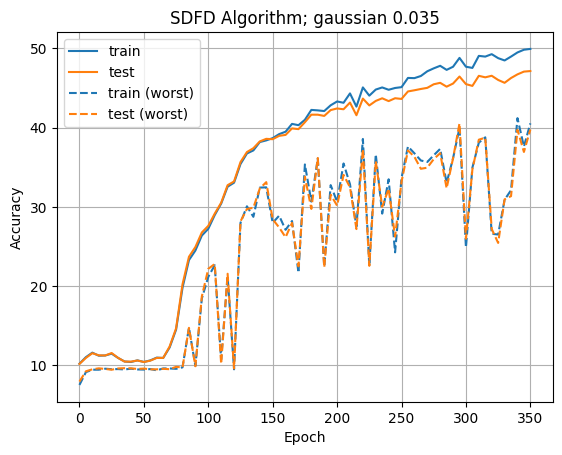 SDFD Algorithm; gaussian 0.035
train
test
train (worst)
test (worst)
50
40
30
20
10
Accuracy
0 50 100 150 200 250 300 350
Epoch